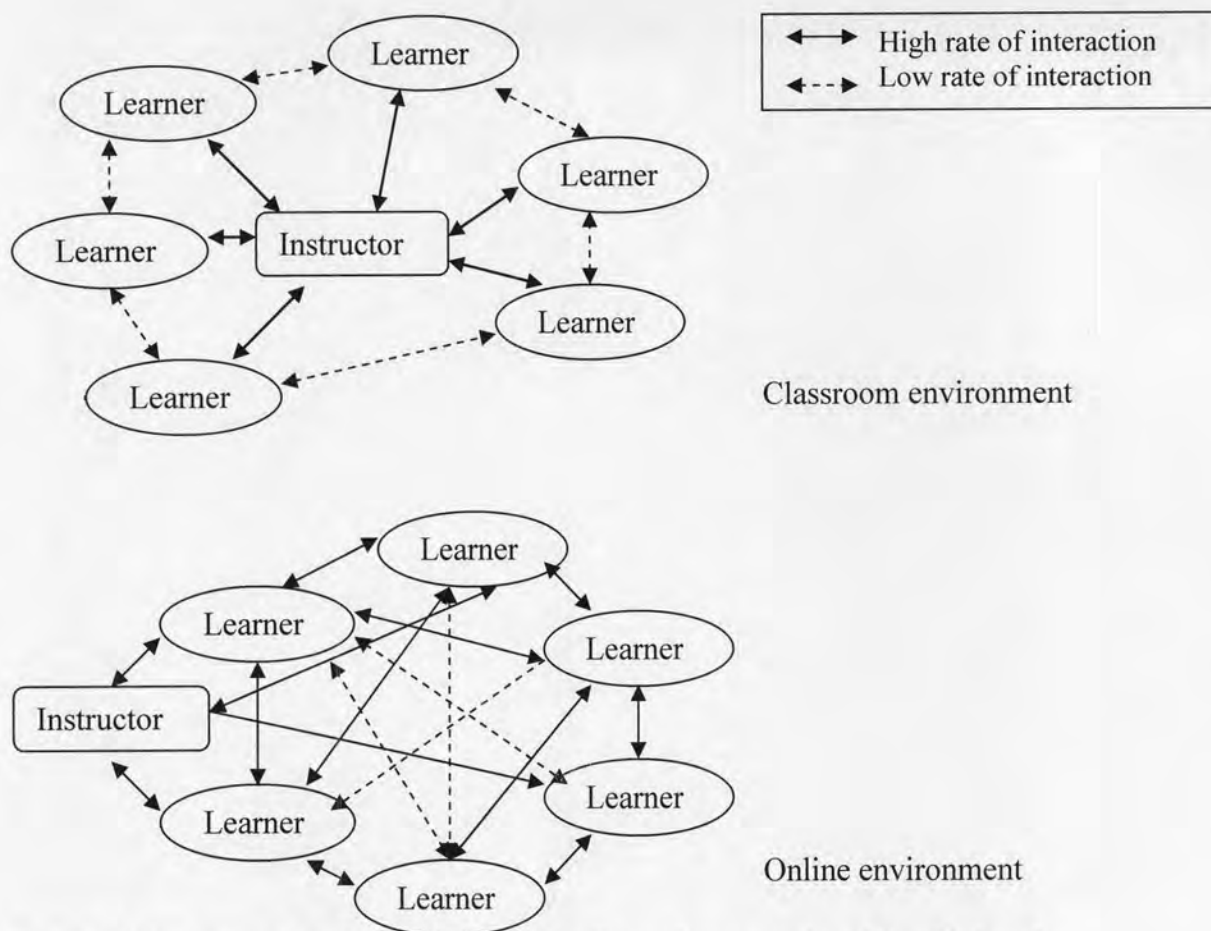 High rate of interaction
Low rate of interaction
Learner
Learner
Learner
Learner
Instructor
Learner
Learner
Classroom environment
Learner
Learner
Learner
Instructor
Learner
Learner
Online environment
Learner